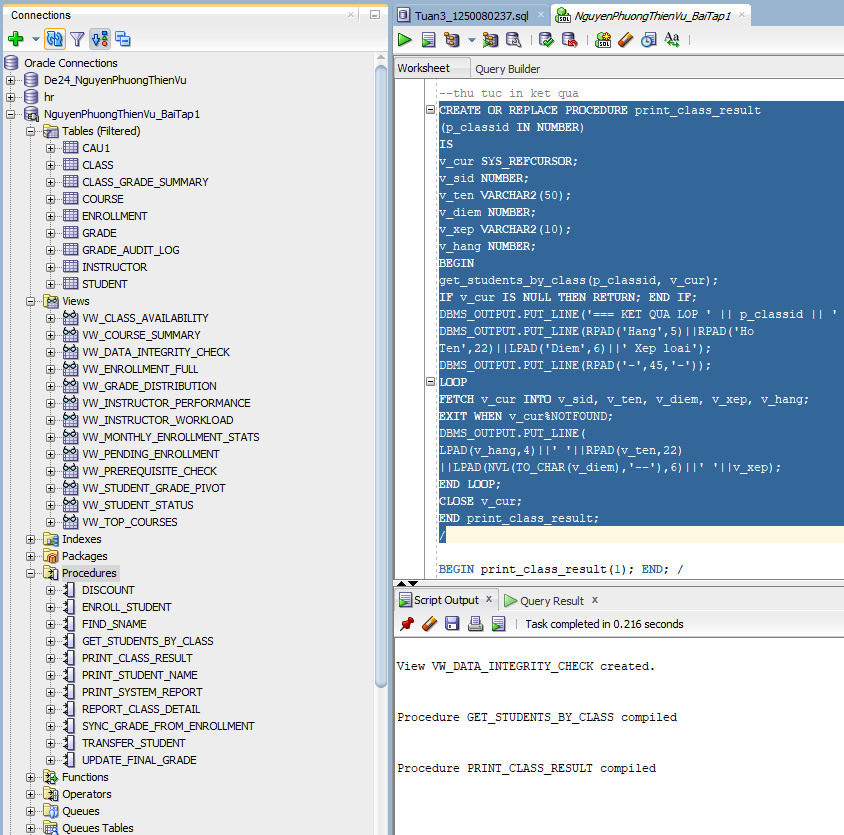 Connections
Oracle Connections
De24_NguyenPhuongThienVu
hr
NguyenPhuongThienVu_BaiTap1
Tables (Filtered)
CAU1
CLASS
CLASS_GRADE_SUMMARY
COURSE
ENROLLMENT
GRADE
GRADE_AUDIT_LOG
INSTRUCTOR
STUDENT
Views
VW_CLASS_AVAILABILITY
VW_COURSE_SUMMARY
VW_DATA_INTEGRITY_CHECK
VW_ENROLLMENT_FULL
VW_GRADE_DISTRIBUTION
VW_INSTRUCTOR_PERFORMANCE
VW_INSTRUCTOR_WORKLOAD
VW_MONTHLY_ENROLLMENT_STATS
VW_PENDING_ENROLLMENT
VW_PREREQUISITE_CHECK
VW_STUDENT_GRADE_PIVOT
VW_STUDENT_STATUS
VW_TOP_COURSES
Indexes
Packages
Procedures
DISCOUNT
ENROLL_STUDENT
FIND_SNAME
GET_STUDENTS_BY_CLASS
PRINT_CLASS_RESULT
PRINT_STUDENT_NAME
PRINT_SYSTEM_REPORT
REPORT_CLASS_DETAIL
SYNC_GRADE_FROM_ENROLLMENT
TRANSFER_STUDENT
UPDATE_FINAL_GRADE
Functions
Operators
Queues
Queues Tables
Tuan3_1250080237.sql
NguyenPhuongThienVu_BaiTap1
Worksheet
Query Builder
--thu tuc in ket qua
CREATE OR REPLACE PROCEDURE print_class_result
(p_classid IN NUMBER)
IS
v_cur SYS_REFCURSOR;
v_sid NUMBER;
v_ten VARCHAR2(50);
v_diem NUMBER;
v_xep VARCHAR2(10);
v_hang NUMBER;
BEGIN
get_students_by_class(p_classid, v_cur);
IF v_cur IS NULL THEN RETURN; END IF;
DBMS_OUTPUT.PUT_LINE('=== KET QUA LOP ' || p_classid || '
DBMS_OUTPUT.PUT_LINE(RPAD('Hang',5)||RPAD('Ho
Ten',22)||LPAD('Diem',6)||' Xep loai');
DBMS_OUTPUT.PUT_LINE(RPAD('-',45,'-'));
LOOP
FETCH v_cur INTO v_sid, v_ten, v_diem, v_xep, v_hang;
EXIT WHEN v_cur%NOTFOUND;
DBMS_OUTPUT.PUT_LINE(
LPAD(v_hang,4)||' '||RPAD(v_ten,22)
||LPAD(NVL(TO_CHAR(v_diem),'--'),6)||' '||v_xep);
END LOOP;
CLOSE v_cur;
END print_class_result;
/
BEGIN print_class_result(1); END; /
Script Output
Query Result
Task completed in 0.216 seconds
View VW_DATA_INTEGRITY_CHECK created.
Procedure GET_STUDENTS_BY_CLASS compiled
Procedure PRINT_CLASS_RESULT compiled